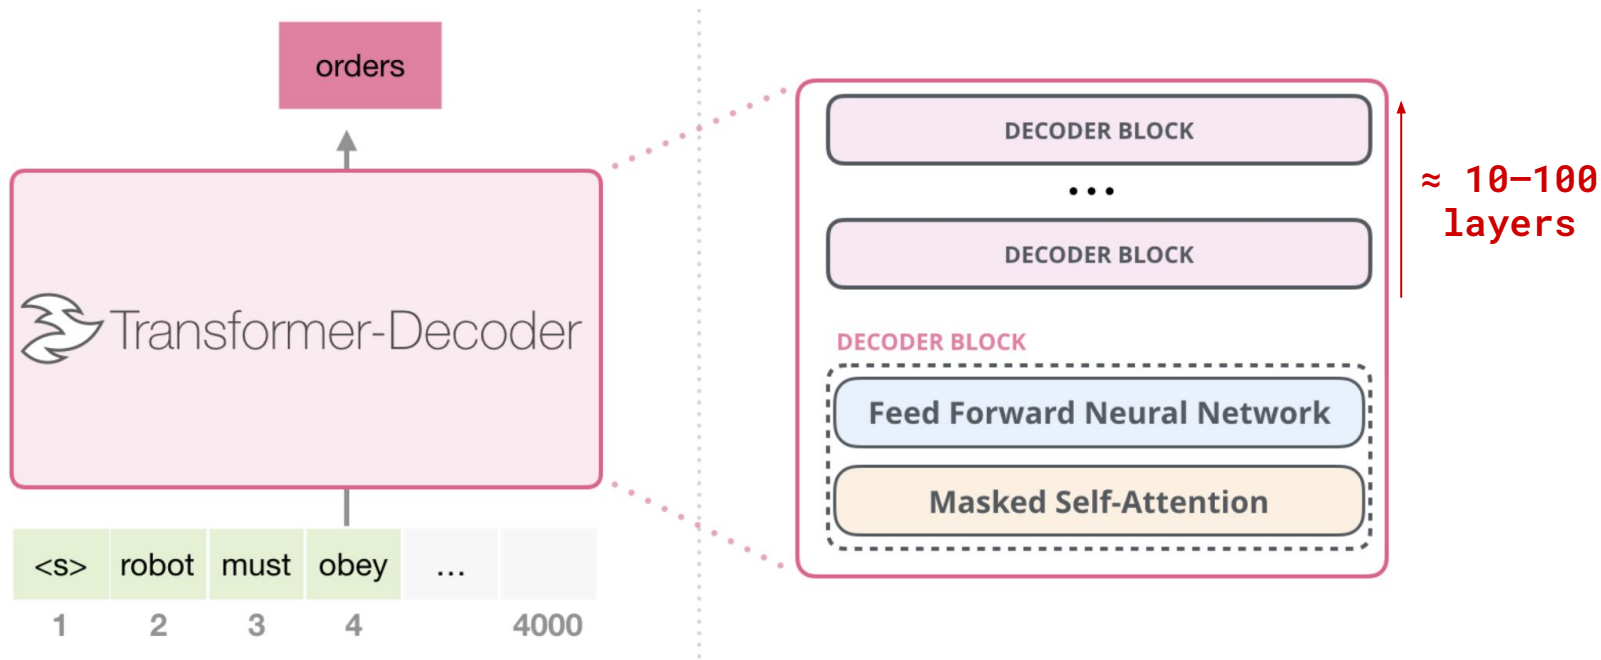 orders
Transformer-Decoder
<s> robot must obey ...
1 2 3 4 4000
DECODER BLOCK
...
DECODER BLOCK
≈ 10–100
layers
DECODER BLOCK
Feed Forward Neural Network
Masked Self-Attention